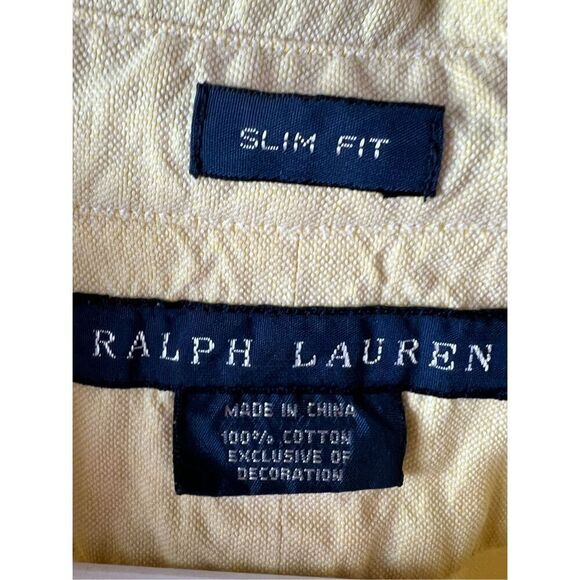 SLIM FIT
RALPH LAUREN
MADE IN CHINA
100% COTTON
EXCLUSIVE OF
DECORATION